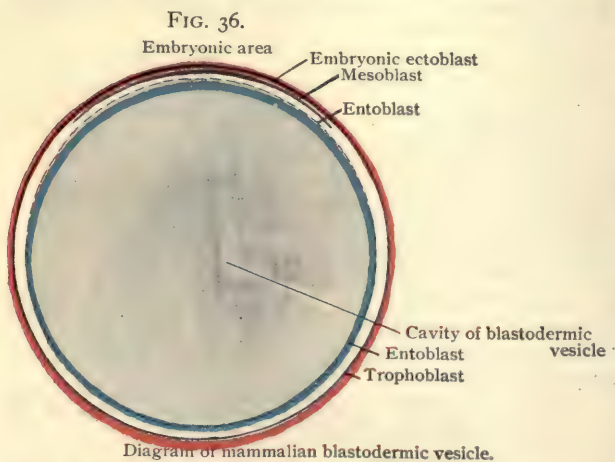 FIG. 36.
Embryonic area
Embryonic ectoblast
Mesoblast
Entoblast
Cavity of blastodermic
vesicle
Entoblast
Trophoblast
Diagram of mammalian blastodermic vesicle.